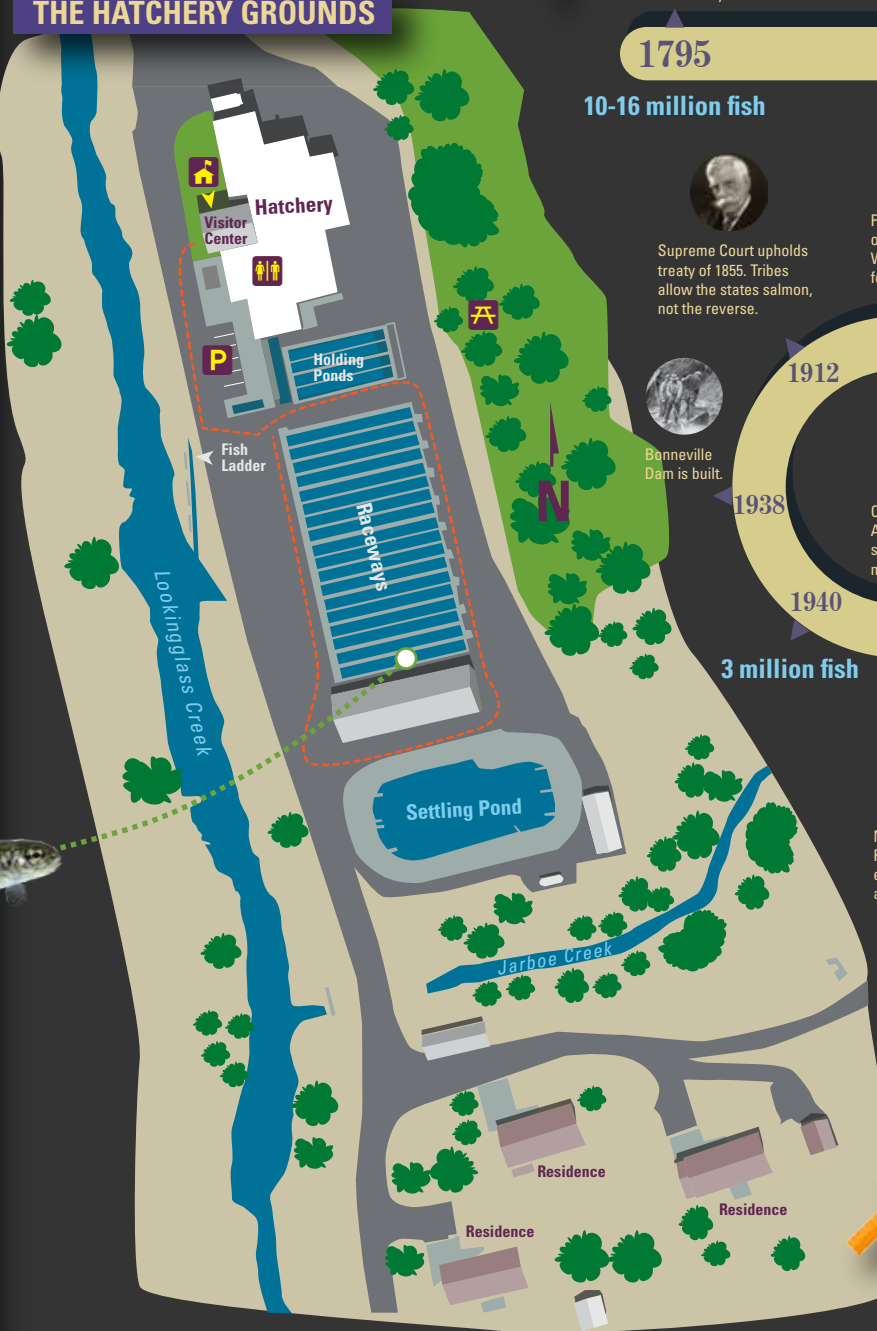 THE HATCHERY GROUNDS
Hatchery
Visitor
Center
P
Holding
Ponds
Fish
Ladder
Raceways
N
Lookingglass Creek
Settling Pond
Jarboe Creek
Residence
Residence
Residence
1795
10-16 million fish
Supreme Court upholds
treaty of 1855. Tribes
allow the states salmon,
not the reverse.
1912
Bonneville
Dam is built.
1938
1940
3 million fish